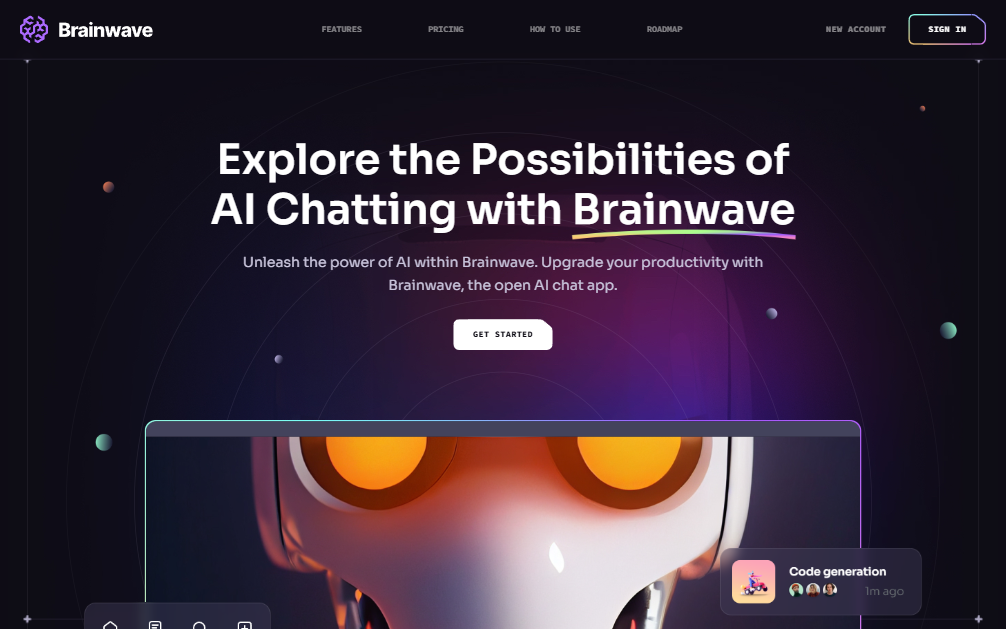 Brainwave
FEATURES
PRICING
HOW TO USE
ROADMAP
NEW ACCOUNT
SIGN IN
Explore the Possibilities of
AI Chatting with Brainwave
Unleash the power of AI within Brainwave. Upgrade your productivity with
Brainwave, the open AI chat app.
GET STARTED
Code generation
1m ago